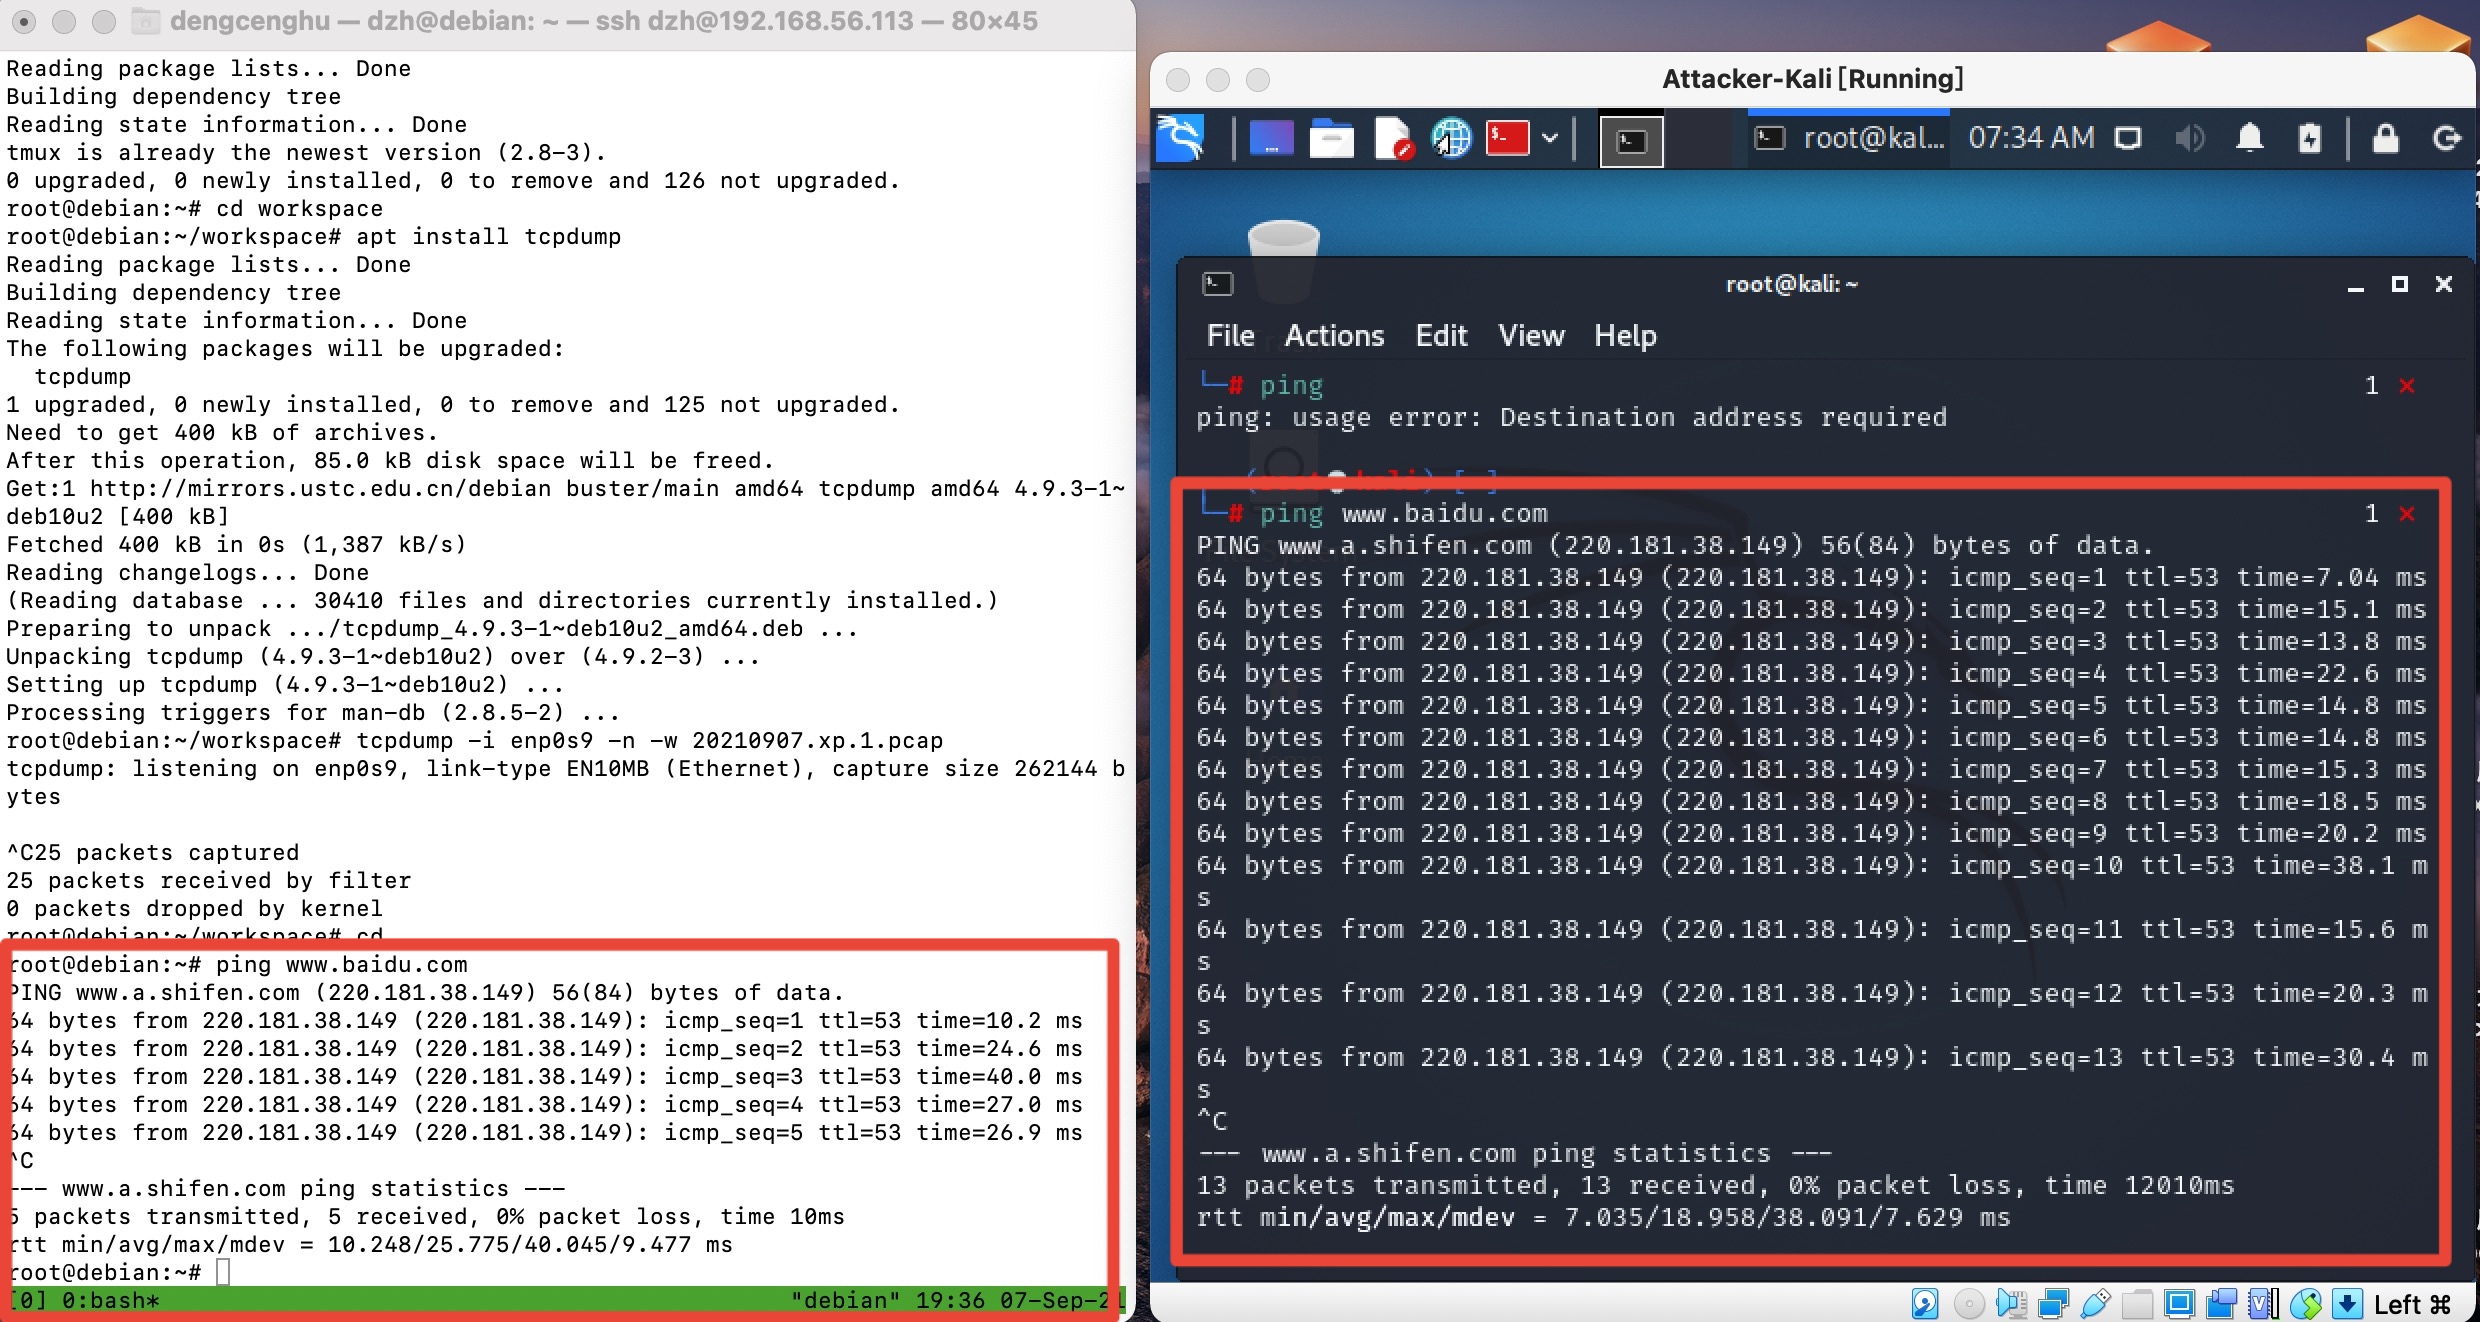 dengcenghu — dzh@debian: ~ — ssh dzh@192.168.56.113 — 80×45
Reading package lists... Done
Building dependency tree
Reading state information... Done
tmux is already the newest version (2.8-3).
0 upgraded, 0 newly installed, 0 to remove and 126 not upgraded.
root@debian:~# cd workspace
root@debian:~/workspace# apt install tcpdump
Reading package lists... Done
Building dependency tree
Reading state information... Done
The following packages will be upgraded:
  tcpdump
1 upgraded, 0 newly installed, 0 to remove and 125 not upgraded.
Need to get 400 kB of archives.
After this operation, 85.0 kB disk space will be freed.
Get:1 http://mirrors.ustc.edu.cn/debian buster/main amd64 tcpdump amd64 4.9.3-1~
deb10u2 [400 kB]
Fetched 400 kB in 0s (1,387 kB/s)
Reading changelogs... Done
(Reading database ... 30410 files and directories currently installed.)
Preparing to unpack .../tcpdump_4.9.3-1~deb10u2_amd64.deb ...
Unpacking tcpdump (4.9.3-1~deb10u2) over (4.9.2-3) ...
Setting up tcpdump (4.9.3-1~deb10u2) ...
Processing triggers for man-db (2.8.5-2) ...
root@debian:~/workspace# tcpdump -i enp0s9 -n -w 20210907.xp.1.pcap
tcpdump: listening on enp0s9, link-type EN10MB (Ethernet), capture size 262144 b
ytes
^C25 packets captured
25 packets received by filter
0 packets dropped by kernel
root@debian:~/workspace# cd
root@debian:~# ping www.baidu.com
PING www.a.shifen.com (220.181.38.149) 56(84) bytes of data.
64 bytes from 220.181.38.149 (220.181.38.149): icmp_seq=1 ttl=53 time=10.2 ms
64 bytes from 220.181.38.149 (220.181.38.149): icmp_seq=2 ttl=53 time=24.6 ms
64 bytes from 220.181.38.149 (220.181.38.149): icmp_seq=3 ttl=53 time=40.0 ms
64 bytes from 220.181.38.149 (220.181.38.149): icmp_seq=4 ttl=53 time=27.0 ms
64 bytes from 220.181.38.149 (220.181.38.149): icmp_seq=5 ttl=53 time=26.9 ms
^C
--- www.a.shifen.com ping statistics ---
5 packets transmitted, 5 received, 0% packet loss, time 10ms
rtt min/avg/max/mdev = 10.248/25.775/40.045/9.477 ms
root@debian:~#
[0] 0:bash* "debian" 19:36 07-Sep-21
Attacker-Kali [Running]
root@kal... 07:34 AM
root@kali: ~
File Actions Edit View Help
└─# ping 1 ×
ping: usage error: Destination address required
└─# ping www.baidu.com 1 ×
PING www.a.shifen.com (220.181.38.149) 56(84) bytes of data.
64 bytes from 220.181.38.149 (220.181.38.149): icmp_seq=1 ttl=53 time=7.04 ms
64 bytes from 220.181.38.149 (220.181.38.149): icmp_seq=2 ttl=53 time=15.1 ms
64 bytes from 220.181.38.149 (220.181.38.149): icmp_seq=3 ttl=53 time=13.8 ms
64 bytes from 220.181.38.149 (220.181.38.149): icmp_seq=4 ttl=53 time=22.6 ms
64 bytes from 220.181.38.149 (220.181.38.149): icmp_seq=5 ttl=53 time=14.8 ms
64 bytes from 220.181.38.149 (220.181.38.149): icmp_seq=6 ttl=53 time=14.8 ms
64 bytes from 220.181.38.149 (220.181.38.149): icmp_seq=7 ttl=53 time=15.3 ms
64 bytes from 220.181.38.149 (220.181.38.149): icmp_seq=8 ttl=53 time=18.5 ms
64 bytes from 220.181.38.149 (220.181.38.149): icmp_seq=9 ttl=53 time=20.2 ms
64 bytes from 220.181.38.149 (220.181.38.149): icmp_seq=10 ttl=53 time=38.1 m
s
64 bytes from 220.181.38.149 (220.181.38.149): icmp_seq=11 ttl=53 time=15.6 m
s
64 bytes from 220.181.38.149 (220.181.38.149): icmp_seq=12 ttl=53 time=20.3 m
s
64 bytes from 220.181.38.149 (220.181.38.149): icmp_seq=13 ttl=53 time=30.4 m
s
^C
--- www.a.shifen.com ping statistics ---
13 packets transmitted, 13 received, 0% packet loss, time 12010ms
rtt min/avg/max/mdev = 7.035/18.958/38.091/7.629 ms
Left ⌘